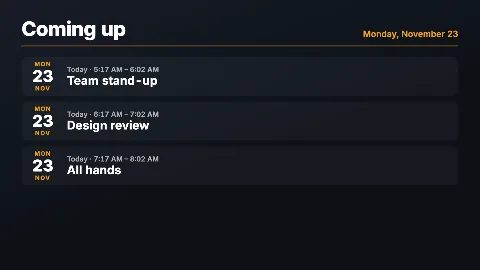 Coming up
Monday, November 23
MON
23
NOV
Today · 5:17 AM – 6:02 AM
Team stand-up
MON
23
NOV
Today · 6:17 AM – 7:02 AM
Design review
MON
23
NOV
Today · 7:17 AM – 8:02 AM
All hands